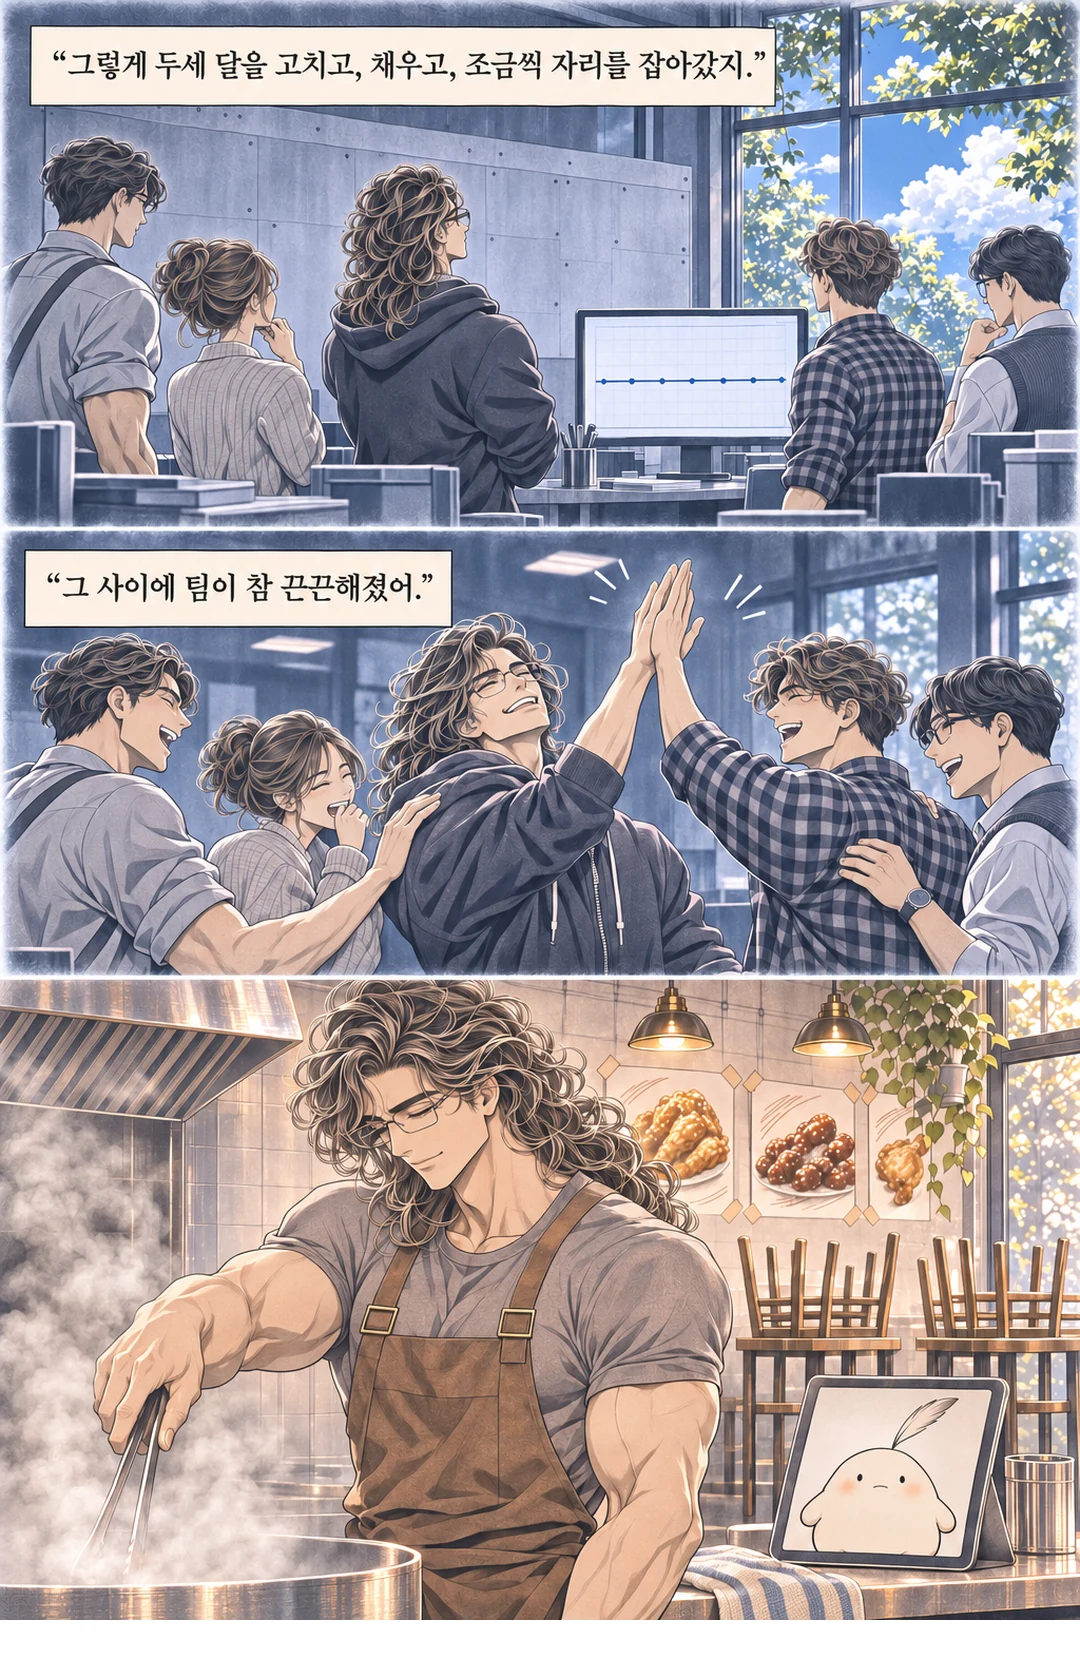 “그렇게 두세 달을 고치고, 채우고, 조금씩 자리를 잡아갔지.”
“그 사이에 팀이 참 끈끈해졌어.”